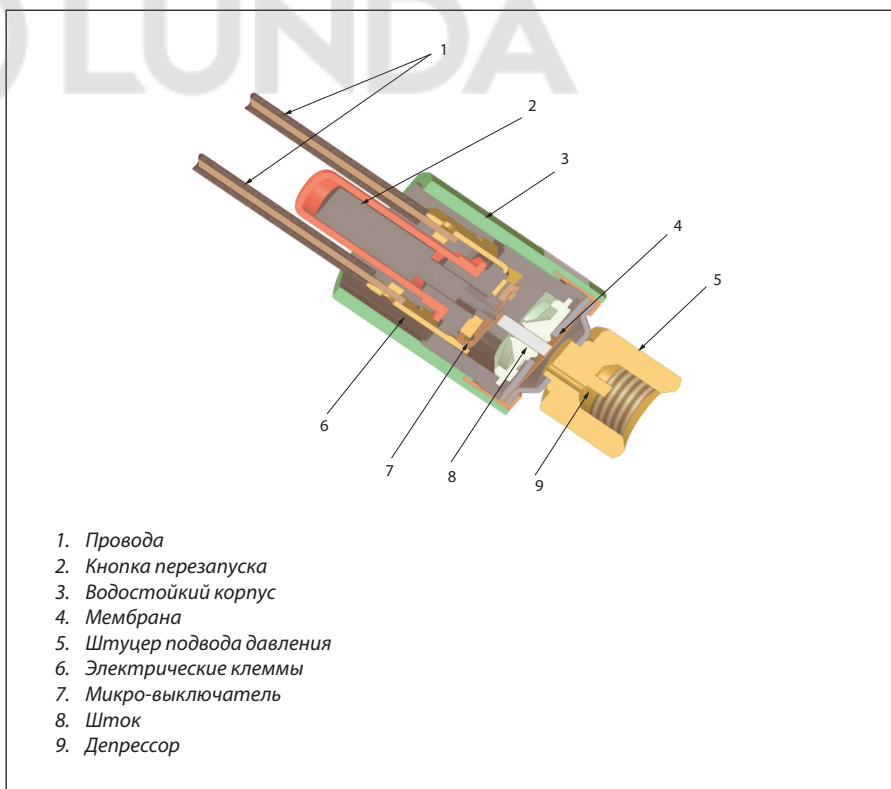 LUNDA
1
2
3
4
5
6
7
8
9
1. Провода
2. Кнопка перезапуска
3. Водостойкий корпус
4. Мембрана
5. Штуцер подвода давления
6. Электрические клеммы
7. Микро-выключатель
8. Шток
9. Депрессор